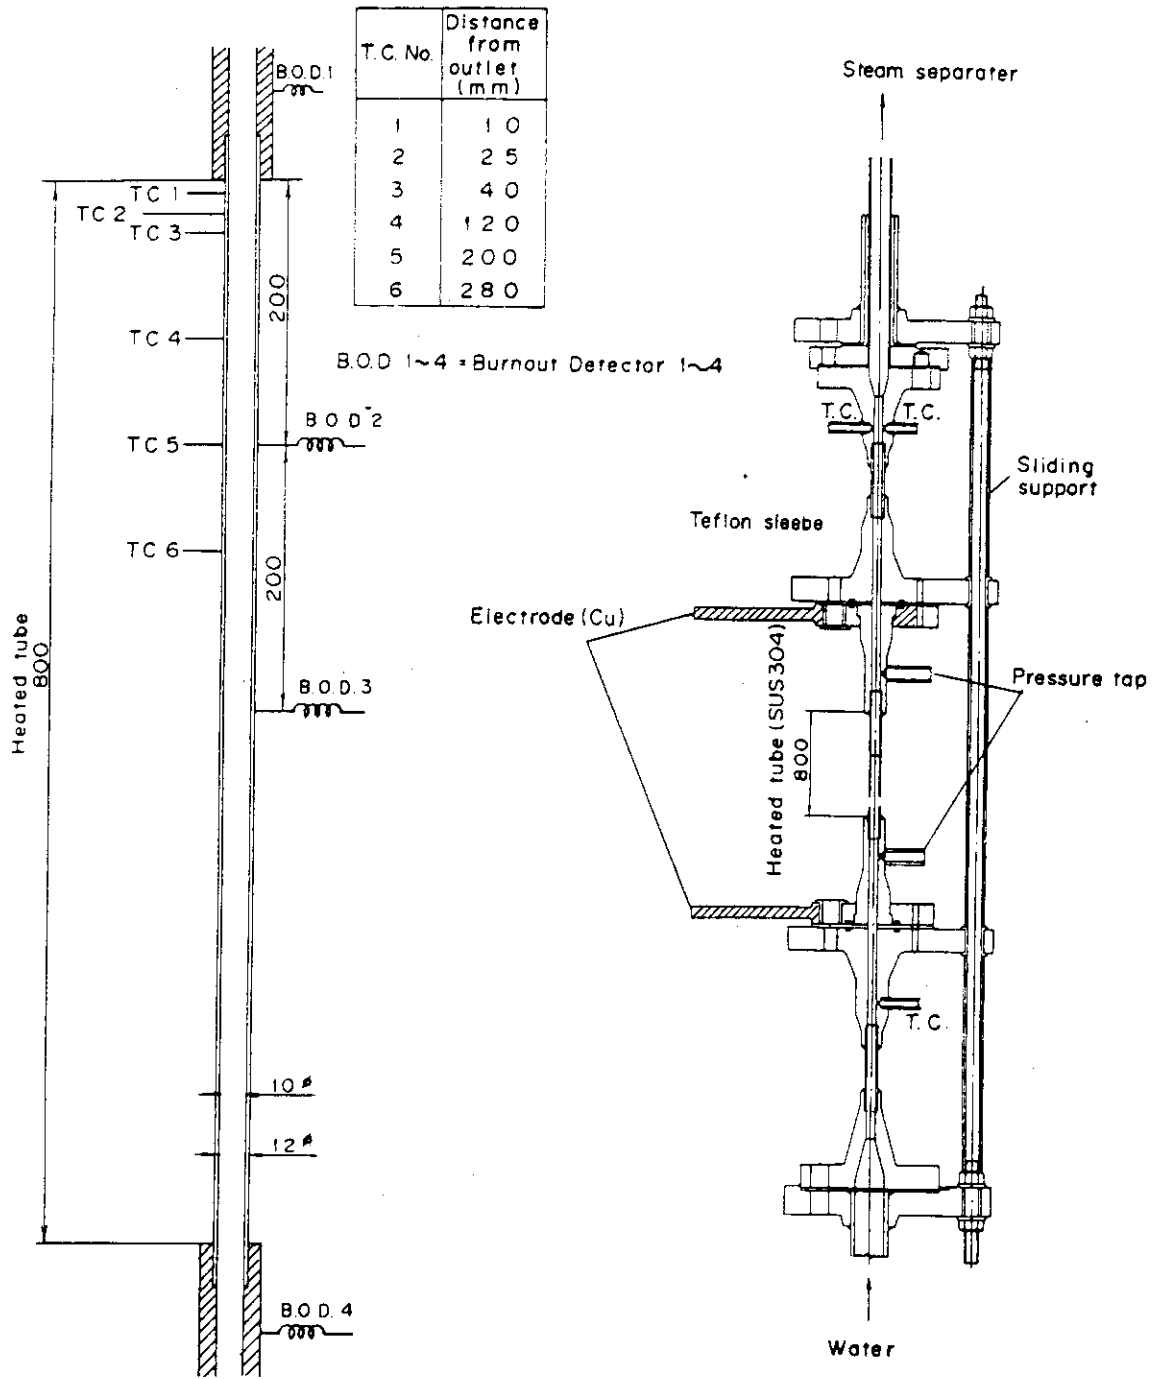 B.O.D.1
T.C. No.
Distance
from
outlet
(mm)
1 10
2 25
3 40
4 120
5 200
6 280
TC 1
TC 2
TC 3
200
TC 4
B.O.D 1~4 = Burnout Detector 1~4
B.O.D 2
TC 5
TC 6
200
Heated tube
800
B.O.D.3
10ϕ
12ϕ
B.O.D.4
Steam separater
T.C.
T.C.
Sliding
support
Teflon sleebe
Electrode (Cu)
Heated tube (SUS304)
800
Pressure tap
T.C.
Water